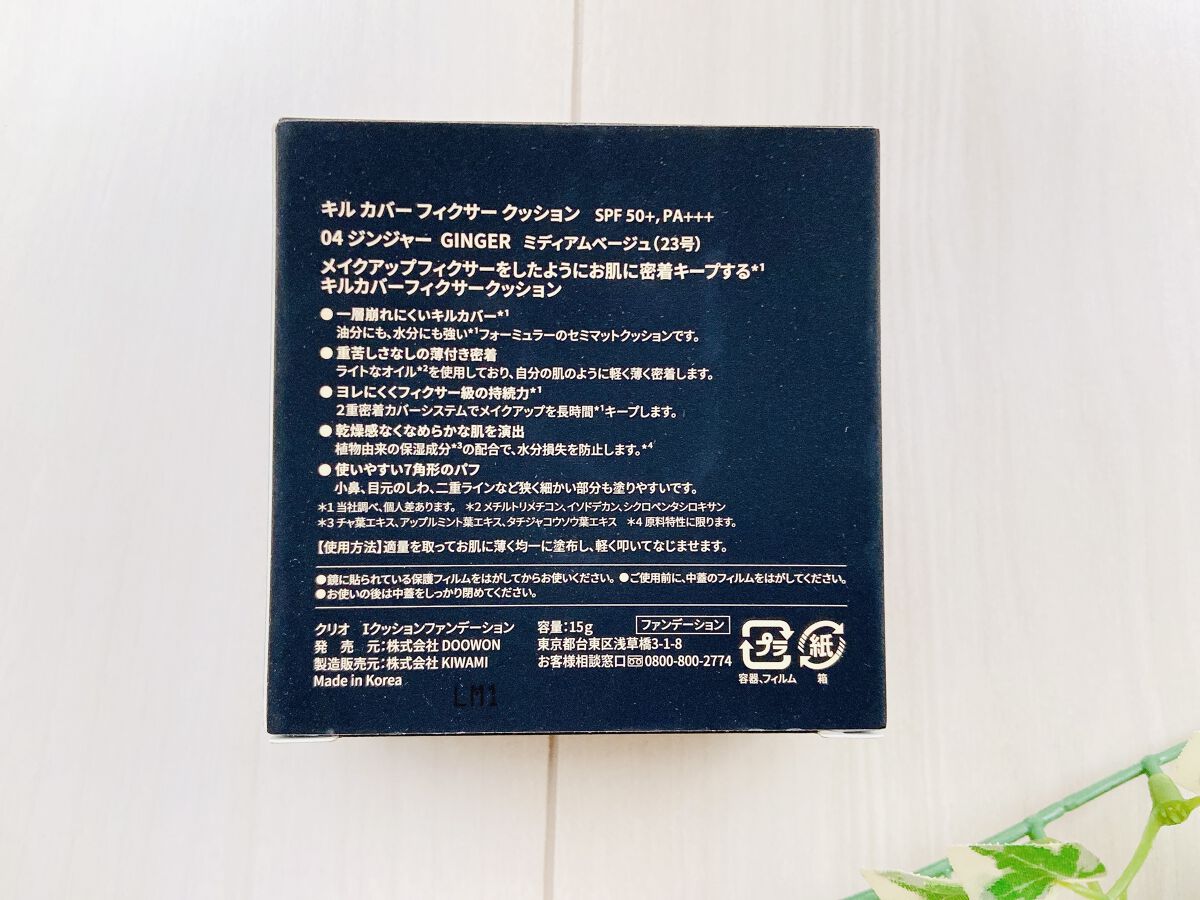 キル カバー フィクサー クッション SPF 50+, PA+++
04 ジンジャー GINGER ミディアムベージュ(23号)
メイクアップフィクサーをしたようにお肌に密着キープする*1
キルカバーフィクサークッション
● 一層崩れにくいキルカバー*1
油分にも、水分にも強い*1フォーミュラーのセミマットクッションです。
● 重苦しさなしの薄付き密着
ライトなオイル*2を使用しており、自分の肌のように軽く薄く密着します。
● ヨレにくくフィクサー級の持続力*1
2重密着カバーシステムでメイクアップを長時間*1キープします。
● 乾燥感なくなめらかな肌を演出
植物由来の保湿成分*3の配合で、水分損失を防止します。*4
● 使いやすい7角形のパフ
小鼻、目元のしわ、二重ラインなど狭く細かい部分も塗りやすいです。
*1 当社調べ、個人差あります。 *2 メチルトリメチコン、イソドデカン、シクロペンタシロキサン
*3 チャ葉エキス、アップルミント葉エキス、タチジャコウソウ葉エキス *4 原料特性に限ります。
【使用方法】適量を取ってお肌に薄く均一に塗布し、軽く叩いてなじませます。
●鏡に貼られている保護フィルムをはがしてからお使いください。 ●ご使用前に、中蓋のフィルムをはがしてください。
●お使いの後は中蓋をしっかり閉めてください。
クリオ Iクッションファンデーション 容量:15g ファンデーション
発売元:株式会社 DOOWON 東京都台東区浅草橋3-1-8
製造販売元:株式会社 KIWAMI お客様相談窓口 0800-800-2774
Made in Korea
プラ 紙
容器、フィルム 箱
LM1